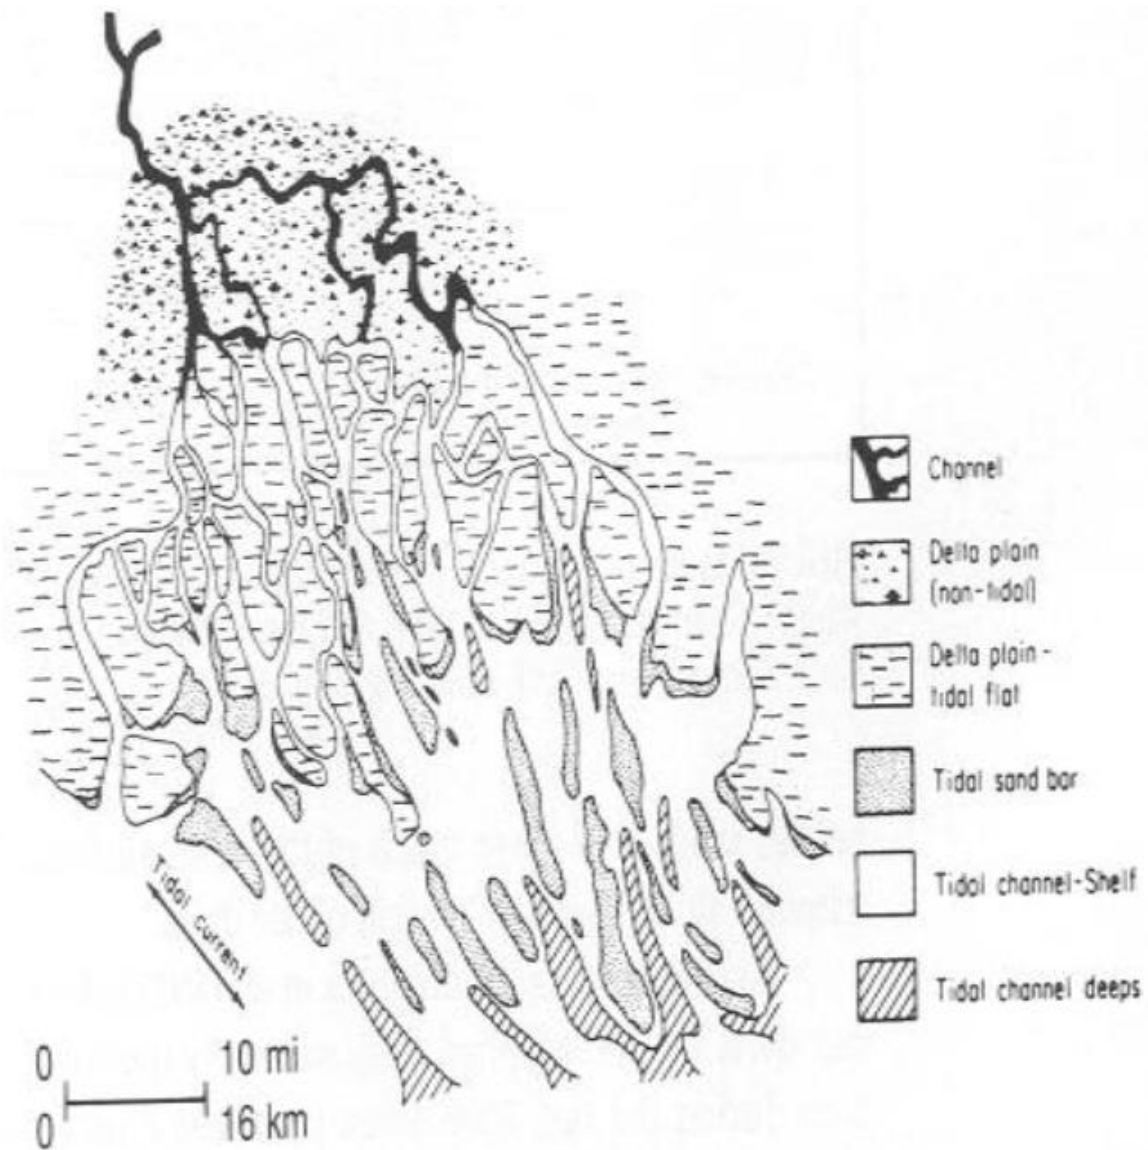 Channel
Delta plain
(non-tidal)
Delta plain-
tidal flat
Tidal sand bar
Tidal channel-Shelf
Tidal channel deeps
Tidal current
0 10 mi
0 16 km